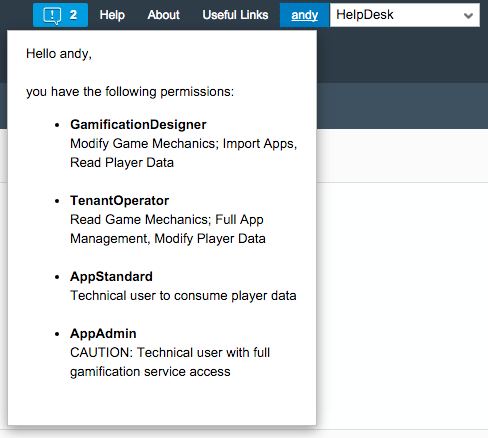 ! 2 Help About Useful Links andy HelpDesk
Hello andy,
you have the following permissions:
• GamificationDesigner
Modify Game Mechanics; Import Apps,
Read Player Data
• TenantOperator
Read Game Mechanics; Full App
Management, Modify Player Data
• AppStandard
Technical user to consume player data
• AppAdmin
CAUTION: Technical user with full
gamification service access